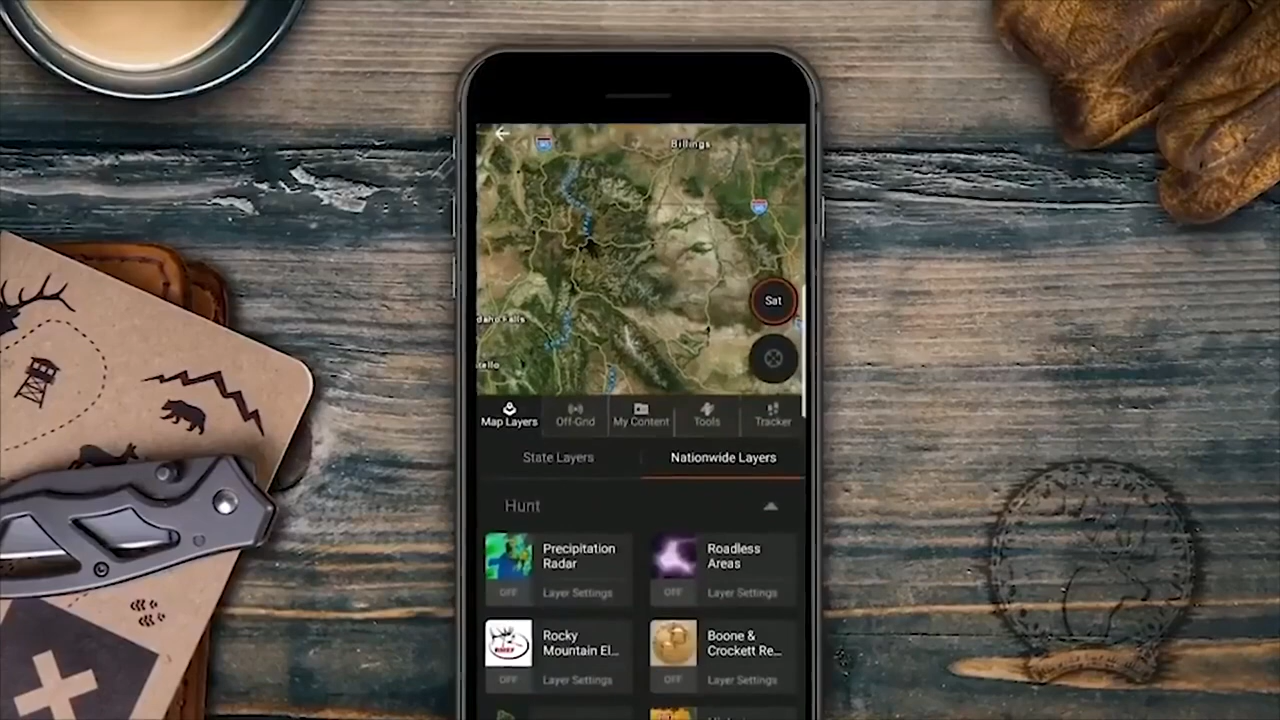 Billings
Sat
Map Layers
Off-Grid
My Content
Tools
Tracker
State Layers
Nationwide Layers
Hunt
Precipitation
Radar
OFF
Layer Settings
Roadless
Areas
OFF
Layer Settings
Rocky
Mountain El...
OFF
Layer Settings
Boone &
Crockett Re...
OFF
Layer Settings